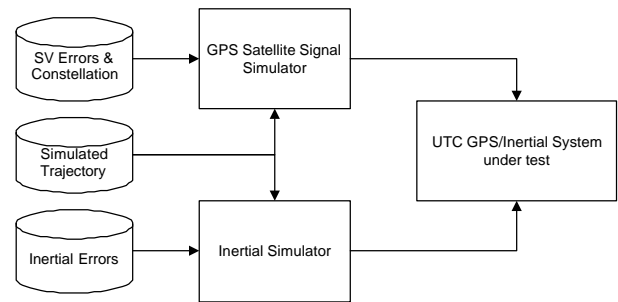 SV Errors &
Constellation
GPS Satellite Signal
Simulator
Simulated
Trajectory
UTC GPS/Inertial System
under test
Inertial Errors
Inertial Simulator